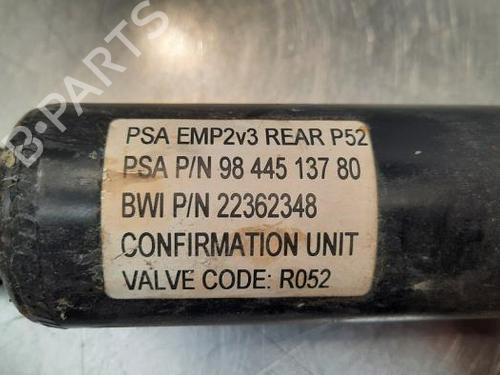 B-PARTS
PSA EMP2v3 REAR P52
PSA P/N 98 445 137 80
BWI P/N 22362348
CONFIRMATION UNIT
VALVE CODE: R052